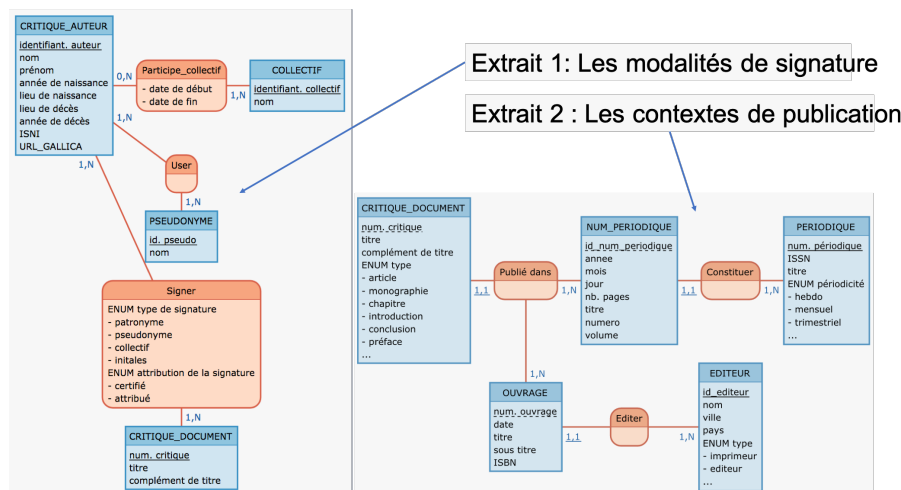 CRITIQUE_AUTEUR
identifiant. auteur
nom
prénom
année de naissance
lieu de naissance
lieu de décès
année de décès
ISNI
URL_GALLICA
0,N
Participe_collectif
- date de début
- date de fin
1,N
COLLECTIF
identifiant. collectif
nom
1,N
User
1,N
PSEUDONYME
id. pseudo
nom
1,N
Signer
ENUM type de signature
- patronyme
- pseudonyme
- collectif
- initales
ENUM attribution de la signature
- certifié
- attribué
1,N
CRITIQUE_DOCUMENT
num. critique
titre
complément de titre
Extrait 1: Les modalités de signature
Extrait 2 : Les contextes de publication
CRITIQUE_DOCUMENT
num. critique
titre
complément de titre
ENUM type
- article
- monographie
- chapitre
- introduction
- conclusion
- préface
...
1,1
Publié dans
1,N
NUM_PERIODIQUE
id_num_periodique
annee
mois
jour
nb. pages
titre
numero
volume
1,1
Constituer
1,N
PERIODIQUE
num. périodique
ISSN
titre
ENUM périodicité
- hebdo
- mensuel
- trimestriel
...
1,N
OUVRAGE
num. ouvrage
date
titre
sous titre
ISBN
1,1
Editer
1,N
EDITEUR
id_editeur
nom
ville
pays
ENUM type
- imprimeur
- editeur
...